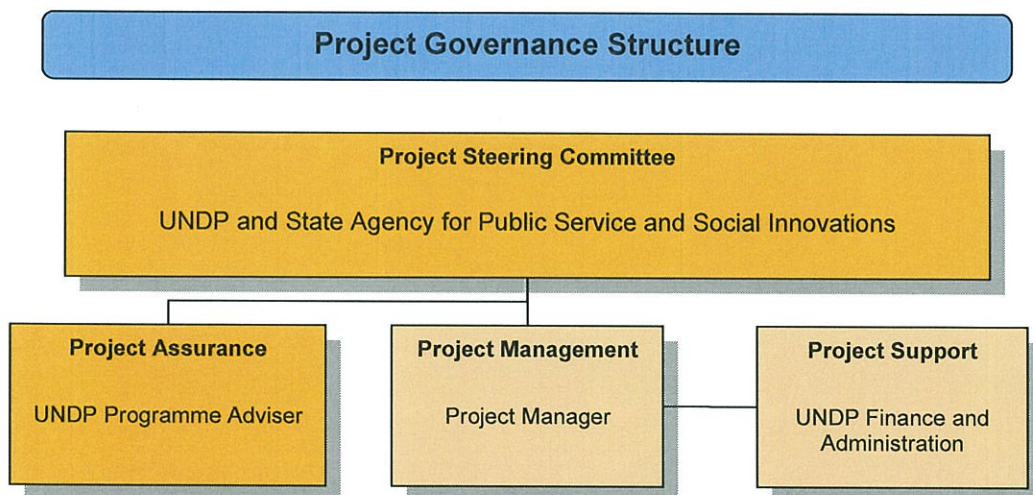 Project Governance Structure
Project Steering Committee
UNDP and State Agency for Public Service and Social Innovations
Project Assurance
UNDP Programme Adviser
Project Management
Project Manager
Project Support
UNDP Finance and
Administration